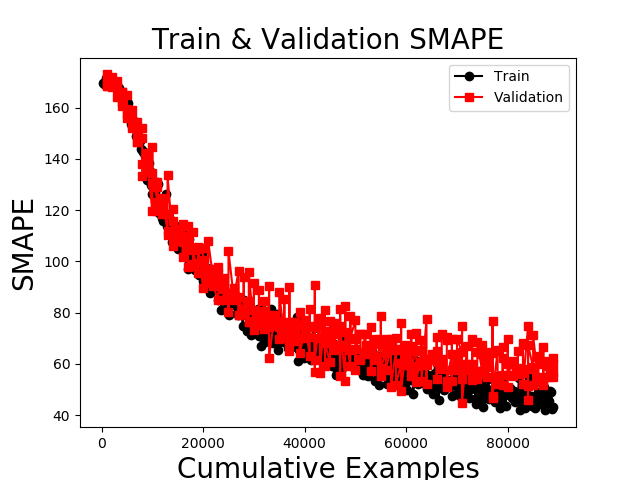 Train & Validation SMAPE
Train
Validation
SMAPE
160
140
120
100
80
60
40
0
20000
40000
60000
80000
Cumulative Examples